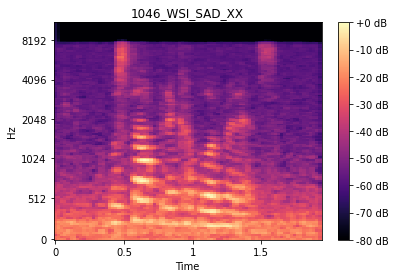 1046_WSI_SAD_XX
Hz
8192
4096
2048
1024
512
0
0
0.5
1
1.5
Time
+0 dB
-10 dB
-20 dB
-30 dB
-40 dB
-50 dB
-60 dB
-70 dB
-80 dB